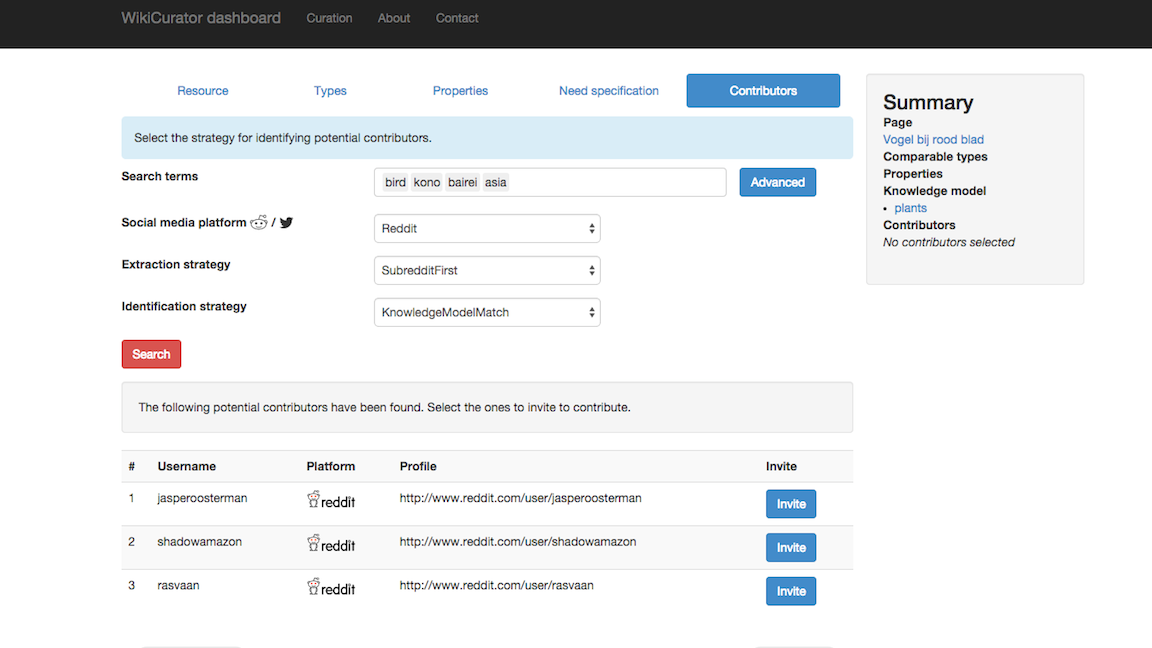 WikiCurator dashboard Curation About Contact
Resource Types Properties Need specification Contributors
Select the strategy for identifying potential contributors.
Search terms bird kono bairei asia Advanced
Social media platform / Reddit
Extraction strategy SubredditFirst
Identification strategy KnowledgeModelMatch
Search
The following potential contributors have been found. Select the ones to invite to contribute.
# Username Platform Profile Invite
1 jasperoosterman reddit http://www.reddit.com/user/jasperoosterman Invite
2 shadowamazon reddit http://www.reddit.com/user/shadowamazon Invite
3 rasvaan reddit http://www.reddit.com/user/rasvaan Invite
Summary
Page
Vogel bij rood blad
Comparable types
Properties
Knowledge model
• plants
Contributors
No contributors selected